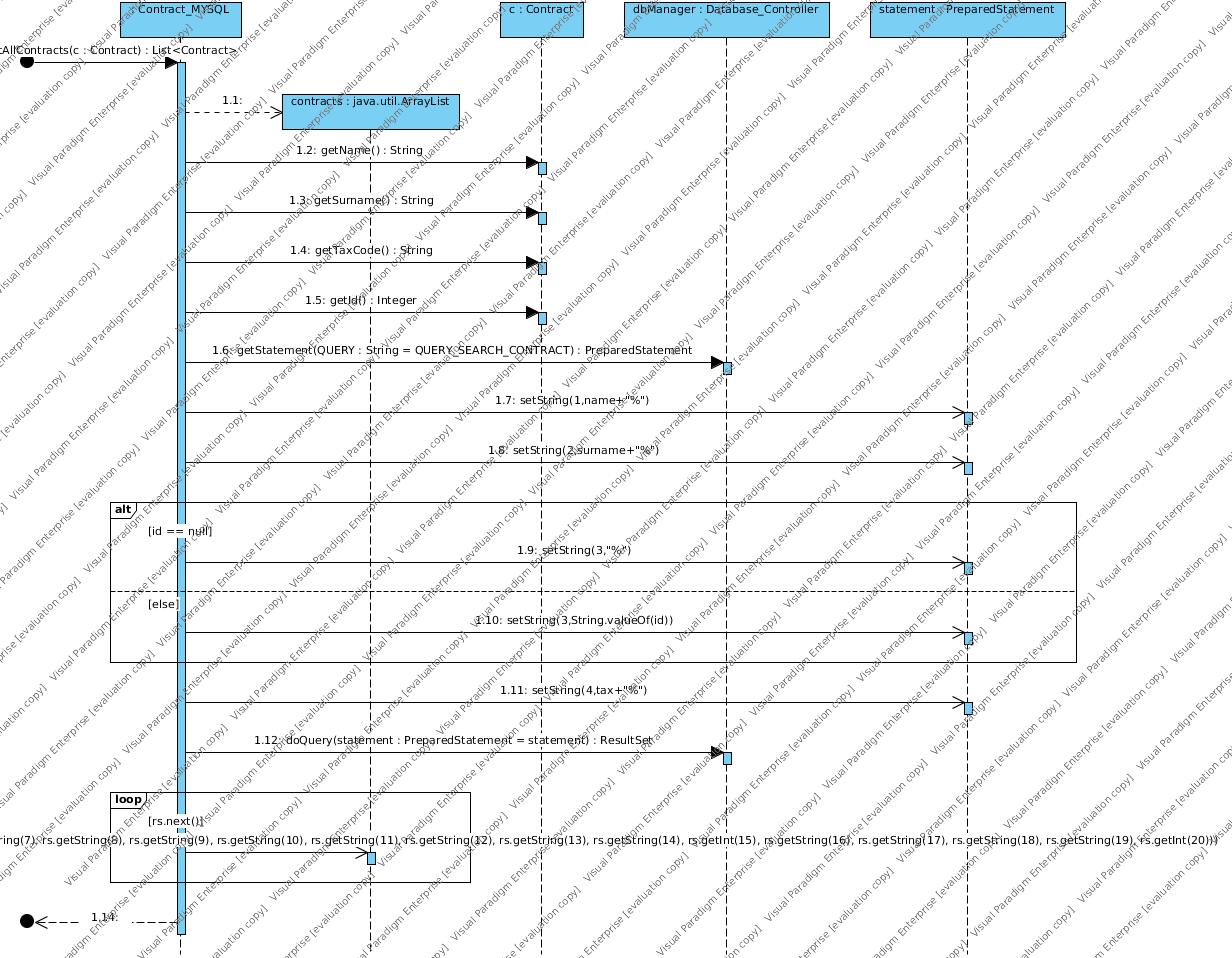 Contract_MYSQL
c : Contract
dbManager : Database_Controller
statement : PreparedStatement
tAllContracts(c : Contract) : List<Contract>
1.1:
contracts : java.util.ArrayList
1.2: getName() : String
1.3: getSurname() : String
1.4: getTaxCode() : String
1.5: getId() : Integer
1.6: getStatement(QUERY : String = QUERY_SEARCH_CONTRACT) : PreparedStatement
1.7: setString(1,name+"%")
1.8: setString(2,surname+"%")
alt
[id == null]
1.9: setString(3,"%")
[else]
1.10: setString(3,String.valueOf(id))
1.11: setString(4,tax+"%")
1.12: doQuery(statement : PreparedStatement = statement) : ResultSet
loop
[rs.next()]
ring(7), rs.getString(8), rs.getString(9), rs.getString(10), rs.getString(11), rs.getString(12), rs.getString(13), rs.getString(14), rs.getInt(15), rs.getString(16), rs.getString(17), rs.getString(18), rs.getString(19), rs.getInt(20)))
1.14:
Visual Paradigm Enterprise [evaluation copy]